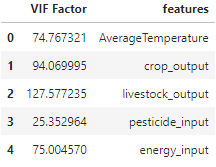 VIF Factor features
0 74.767321 AverageTemperature
1 94.069995 crop_output
2 127.577235 livestock_output
3 25.352964 pesticide_input
4 75.004570 energy_input